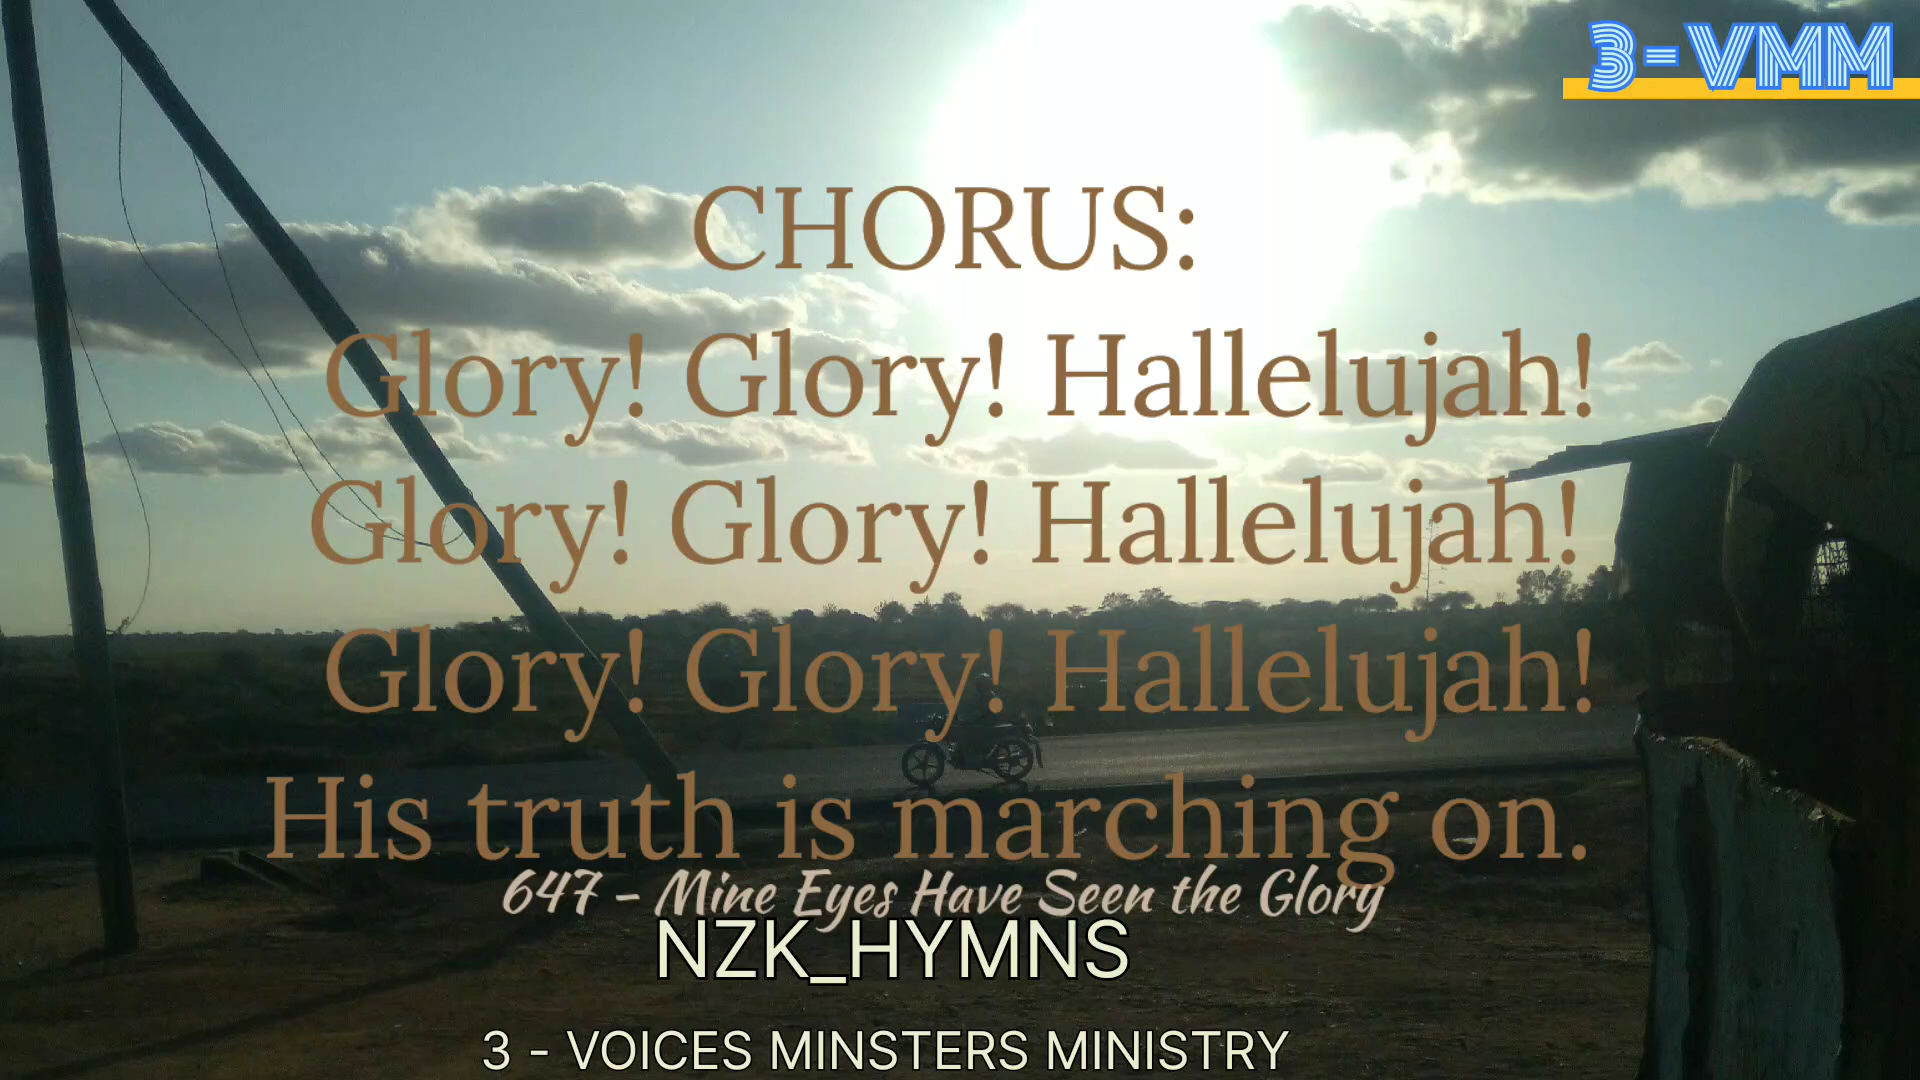 3-VMM
CHORUS:
Glory! Glory! Hallelujah!
Glory! Glory! Hallelujah!
Glory! Glory! Hallelujah!
His truth is marching on.
647 - Mine Eyes Have Seen the Glory
NZK_HYMNS
3 - VOICES MINSTERS MINISTRY